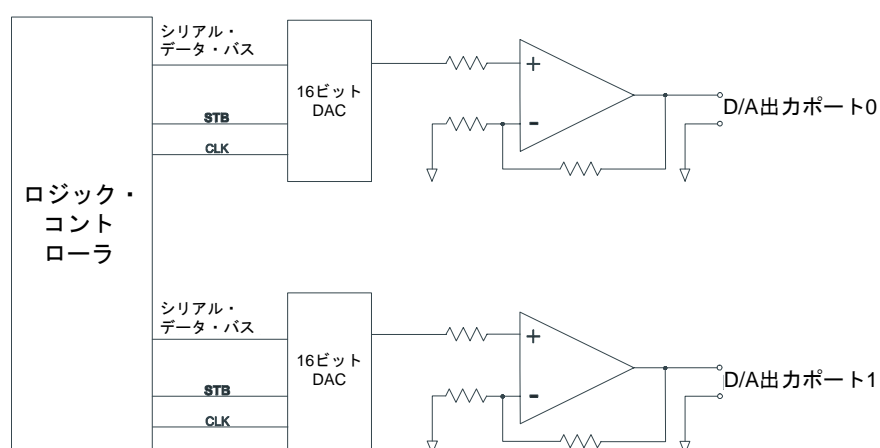 シリアル・
データ・バス
16ビット
DAC
+
-
STB
CLK
D/A出力ポート0
ロジック・
コント
ローラ
シリアル・
データ・バス
16ビット
DAC
+
-
STB
CLK
D/A出力ポート1